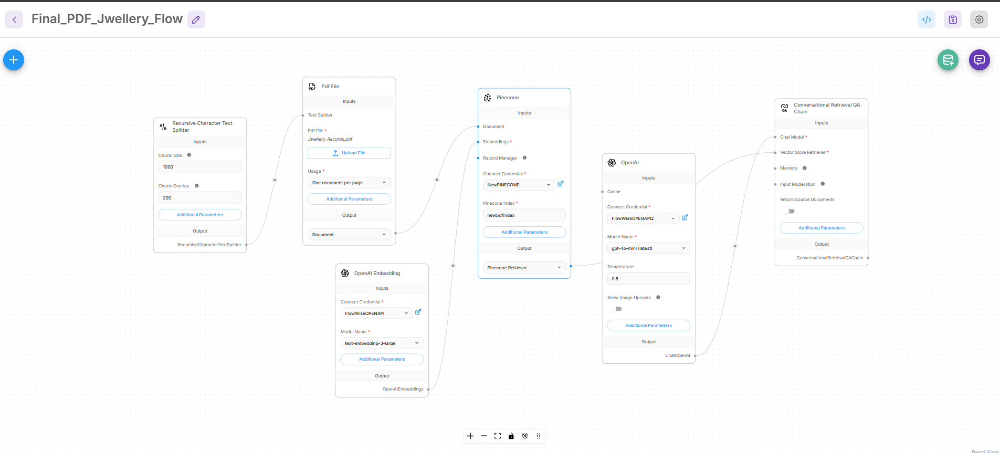 Final_PDF_Jwellery_Flow
Recursive Character Text
Splitter
Inputs
Chunk Size
1000
Chunk Overlap
200
Additional Parameters
Output
RecursiveCharacterTextSplitter
PDF
Pdf File
Inputs
Text Splitter
Pdf File *
Jwellery_Records.pdf
Upload File
Usage *
One document per page
Additional Parameters
Output
Document
OpenAI Embedding
Inputs
Connect Credential *
FlowWiseOPENAPI
Model Name *
text-embedding-3-large
Additional Parameters
Output
OpenAIEmbeddings
Pinecone
Inputs
Document
Embeddings *
Record Manager
Connect Credential *
NewPINECONE
Pinecone Index *
newpdfindex
Additional Parameters
Output
Pinecone Retriever
OpenAI
Inputs
Cache
Connect Credential *
FlowWiseOPENAPI2
Model Name *
gpt-4o-mini (latest)
Temperature
0.5
Allow Image Uploads
Additional Parameters
Output
ChatOpenAI
QA
Conversational Retrieval QA
Chain
Inputs
Chat Model *
Vector Store Retriever *
Memory
Input Moderation
Return Source Documents
Additional Parameters
Output
ConversationalRetrievalQAChain
React Flow